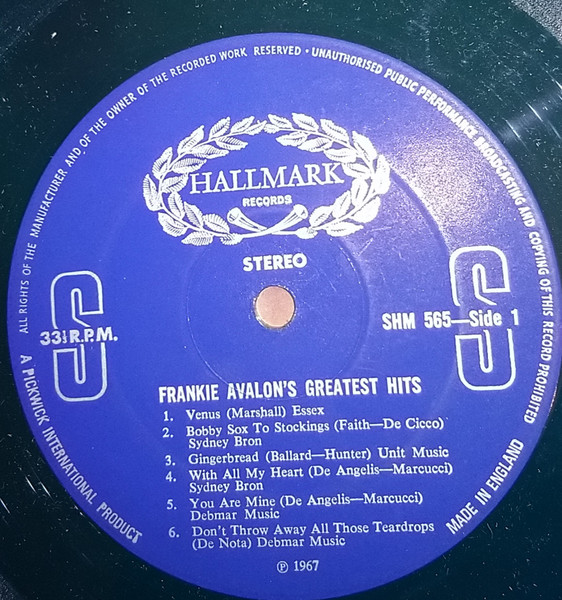 ALL RIGHTS OF THE MANUFACTURER AND OF THE OWNER OF THE RECORDED WORK RESERVED · UNAUTHORISED PUBLIC PERFORMANCE BROADCASTING AND COPYING OF THIS RECORD PROHIBITED
HALLMARK
RECORDS
STEREO
S
33⅓ R.P.M.
S
SHM 565—Side 1
FRANKIE AVALON'S GREATEST HITS
1. Venus (Marshall) Essex
2. Bobby Sox To Stockings (Faith—De Cicco)
Sydney Bron
3. Gingerbread (Ballard—Hunter) Unit Music
4. With All My Heart (De Angelis—Marcucci)
Sydney Bron
5. You Are Mine (De Angelis—Marcucci)
Debmar Music
6. Don't Throw Away All Those Teardrops
(De Nota) Debmar Music
℗ 1967
A PICKWICK INTERNATIONAL PRODUCT
MADE IN ENGLAND